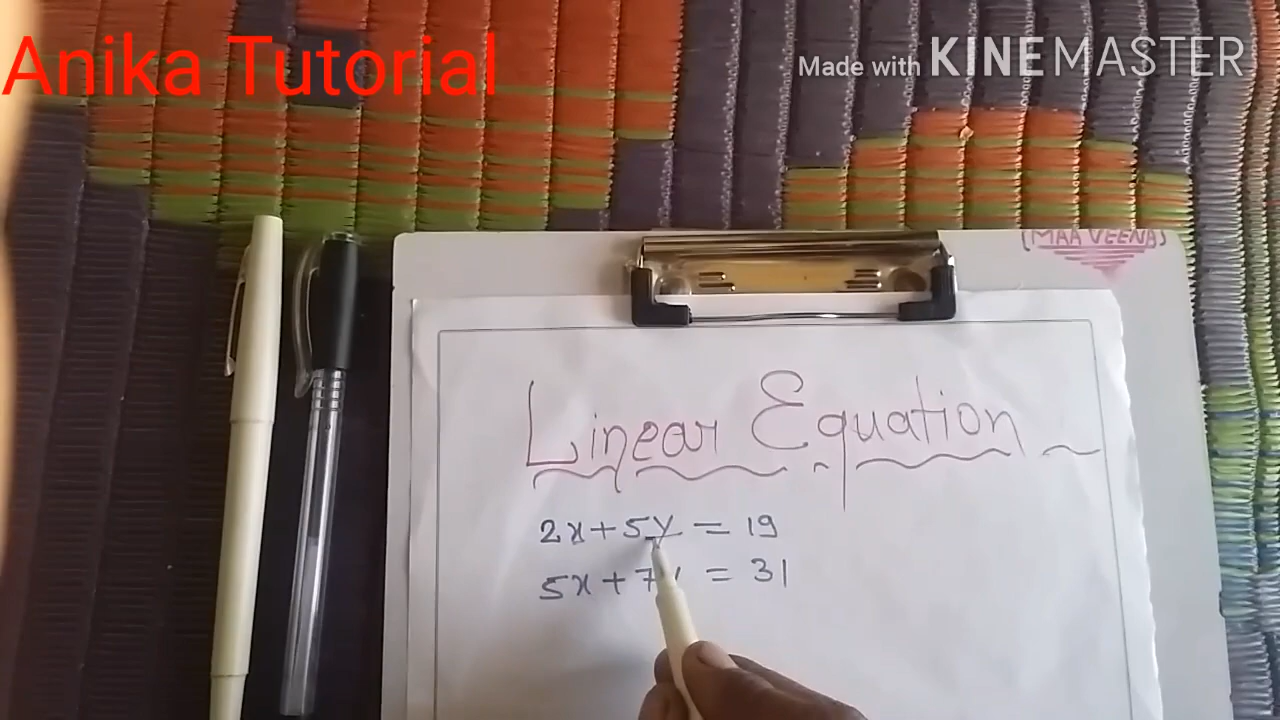 Anika Tutorial
Made with KINEMASTER
(MAA VEENA)
Linear Equation
2x+5y = 19
5x+7y = 31